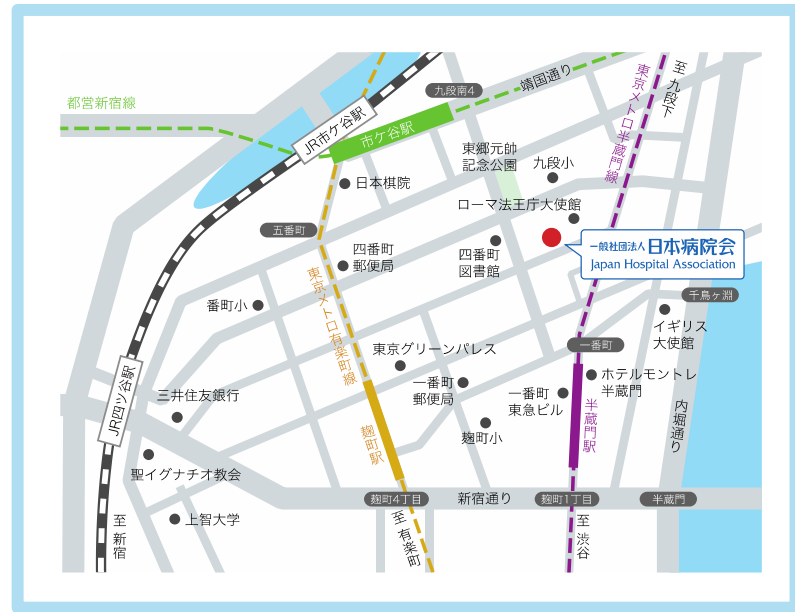 都営新宿線
JR市ケ谷駅
市ケ谷駅
九段南4
靖国通り
東京メトロ半蔵門線
至 九段下
東郷元帥
記念公園
九段小
日本棋院
ローマ法王庁大使館
五番町
四番町
郵便局
四番町
図書館
一般社団法人 日本病院会
Japan Hospital Association
東京メトロ有楽町線
番町小
千鳥ヶ淵
イギリス
大使館
一番町
東京グリーンパレス
JR四ツ谷駅
三井住友銀行
一番町
郵便局
一番町
東急ビル
ホテルモントレ
半蔵門
内堀通り
麹町駅
麹町小
半蔵門駅
聖イグナチオ教会
麹町4丁目
新宿通り
麹町1丁目
半蔵門
上智大学
至 新宿
至 有楽町
至 渋谷